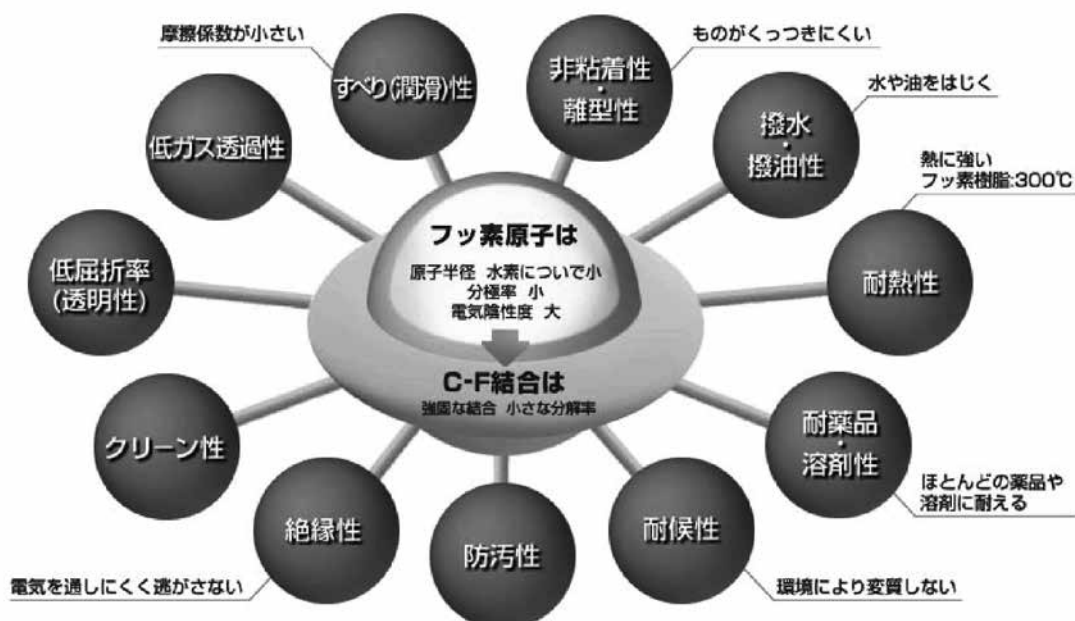 摩擦係数が小さい
すべり(潤滑)性
ものがくっつきにくい
非粘着性
・
離型性
水や油をはじく
撥水
・
撥油性
熱に強い
フッ素樹脂:300℃
耐熱性
低ガス透過性
低屈折率
(透明性)
フッ素原子は
原子半径 水素についで小
分極率 小
電気陰性度 大
C-F結合は
強固な結合 小さな分解率
クリーン性
耐薬品
・
溶剤性
ほとんどの薬品や
溶剤に耐える
絶縁性
電気を通しにくく逃がさない
防汚性
耐候性
環境により変質しない